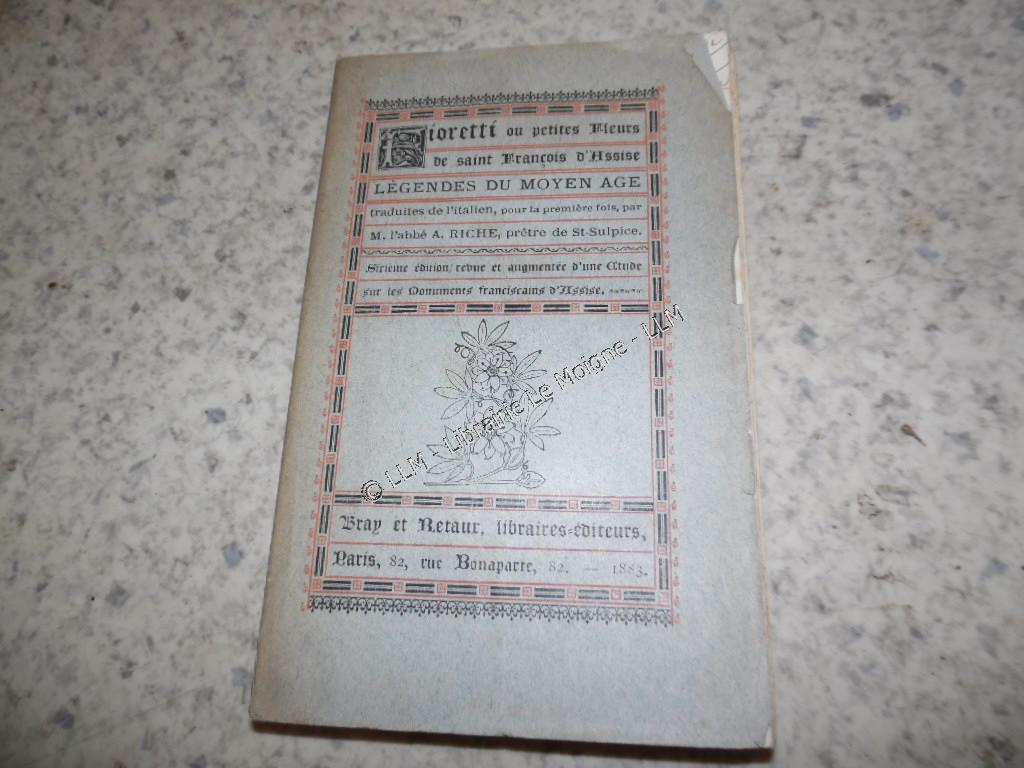 Fioretti ou petites Fleurs
de saint François d'Assise
LÉGENDES DU MOYEN AGE
traduites de l'italien, pour la première fois, par
M. l'abbé A. RICHE, prêtre de St-Sulpice.
Sixième édition, revue et augmentée d'une Étude
sur les Monuments franciscains d'Assise.
© LLM - Librairie Le Moigne - LLM
Bray et Retaux, libraires-éditeurs,
Paris, 82, rue Bonaparte, 82. — 1883.